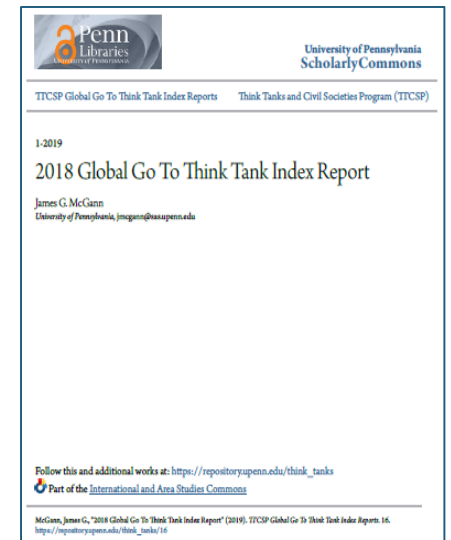 Penn
Libraries
UNIVERSITY OF PENNSYLVANIA
University of Pennsylvania
ScholarlyCommons
TTCSP Global Go To Think Tank Index Reports
Think Tanks and Civil Societies Program (TTCSP)
1-2019
2018 Global Go To Think Tank Index Report
James G. McGann
University of Pennsylvania, jmcgann@sas.upenn.edu
Follow this and additional works at: https://repository.upenn.edu/think_tanks
Part of the International and Area Studies Commons
McGann, James G., "2018 Global Go To Think Tank Index Report" (2019). TTCSP Global Go To Think Tank Index Reports. 16.
https://repository.upenn.edu/think_tanks/16